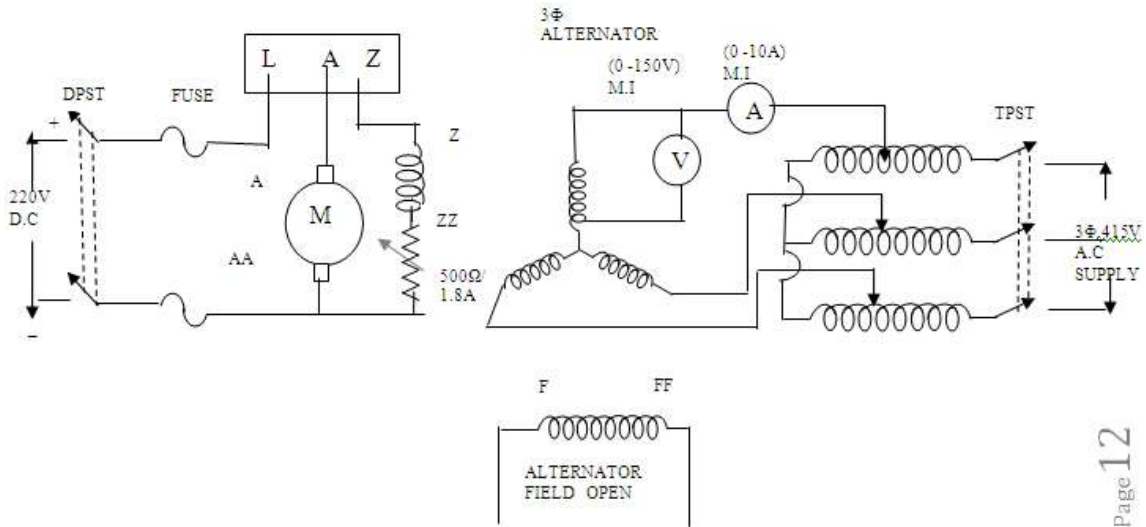 3Φ
ALTERNATOR
(0 -150V)
M.I
(0 -10A)
M.I
L A Z
DPST
FUSE
TPST
+
A
Z
A
V
220V
D.C
M
ZZ
AA
500Ω/
1.8A
3Φ,415V
A.C
SUPPLY
-
F FF
ALTERNATOR
FIELD OPEN
Page 12